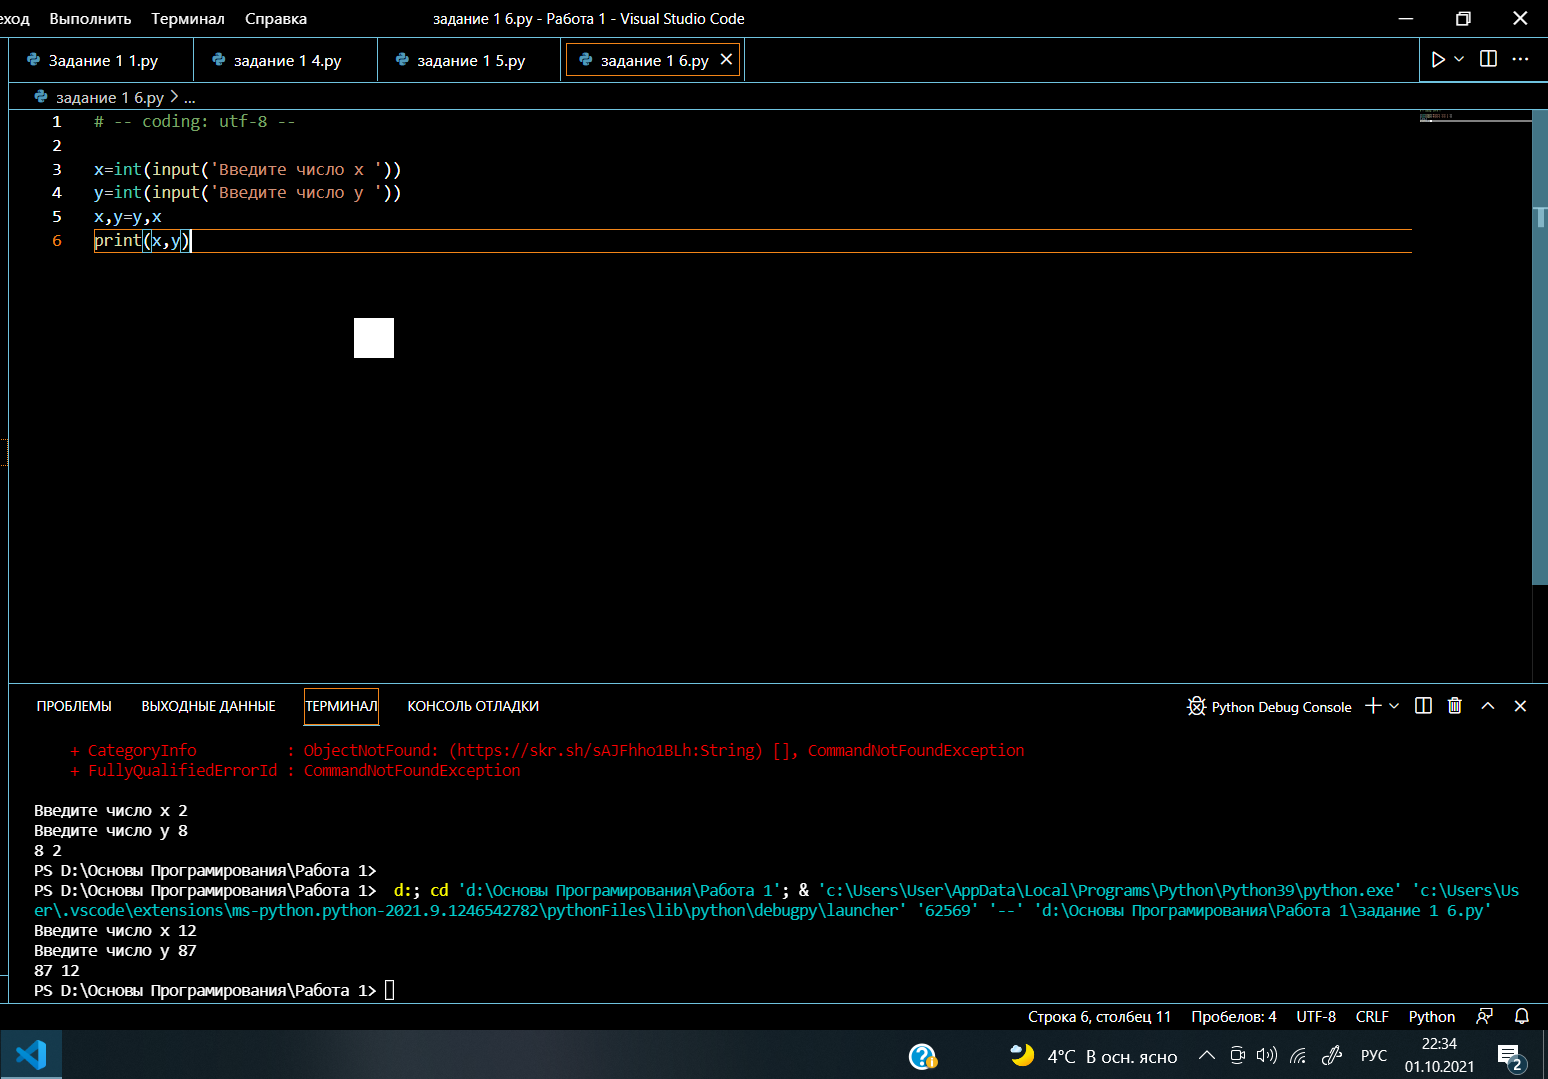 еход Выполнить Терминал Справка задание 1 6.py - Работа 1 - Visual Studio Code
Задание 1 1.py задание 1 4.py задание 1 5.py задание 1 6.py
задание 1 6.py > ...
1 # -- coding: utf-8 --
2
3 x=int(input('Введите число x '))
4 y=int(input('Введите число y '))
5 x,y=y,x
6 print(x,y)
ПРОБЛЕМЫ ВЫХОДНЫЕ ДАННЫЕ ТЕРМИНАЛ КОНСОЛЬ ОТЛАДКИ Python Debug Console
+ CategoryInfo : ObjectNotFound: (https://skr.sh/sAJFhho1BLh:String) [], CommandNotFoundException
+ FullyQualifiedErrorId : CommandNotFoundException
Введите число x 2
Введите число y 8
8 2
PS D:\Основы Програмирования\Работа 1>
PS D:\Основы Програмирования\Работа 1> d:; cd 'd:\Основы Програмирования\Работа 1'; & 'c:\Users\User\AppData\Local\Programs\Python\Python39\python.exe' 'c:\Users\Us
er\.vscode\extensions\ms-python.python-2021.9.1246542782\pythonFiles\lib\python\debugpy\launcher' '62569' '--' 'd:\Основы Програмирования\Работа 1\задание 1 6.py'
Введите число x 12
Введите число y 87
87 12
PS D:\Основы Програмирования\Работа 1>
Строка 6, столбец 11 Пробелов: 4 UTF-8 CRLF Python
4°C В осн. ясно РУС 22:34
01.10.2021 2